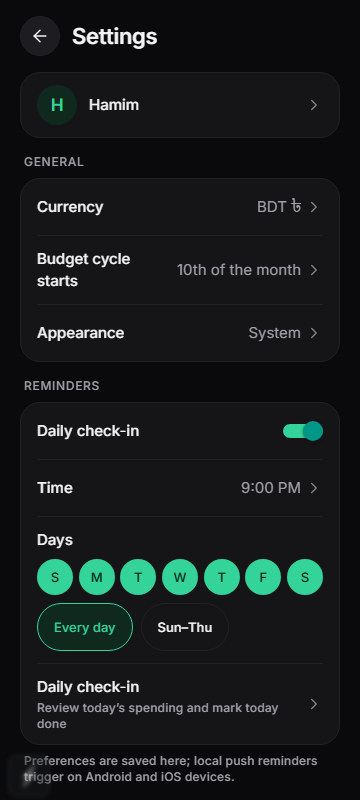 Settings
H
Hamim
GENERAL
Currency
BDT ৳
Budget cycle
starts
10th of the month
Appearance
System
REMINDERS
Daily check-in
Time
9:00 PM
Days
S M T W T F S
Every day
Sun–Thu
Daily check-in
Review today's spending and mark today
done
Preferences are saved here; local push reminders
trigger on Android and iOS devices.